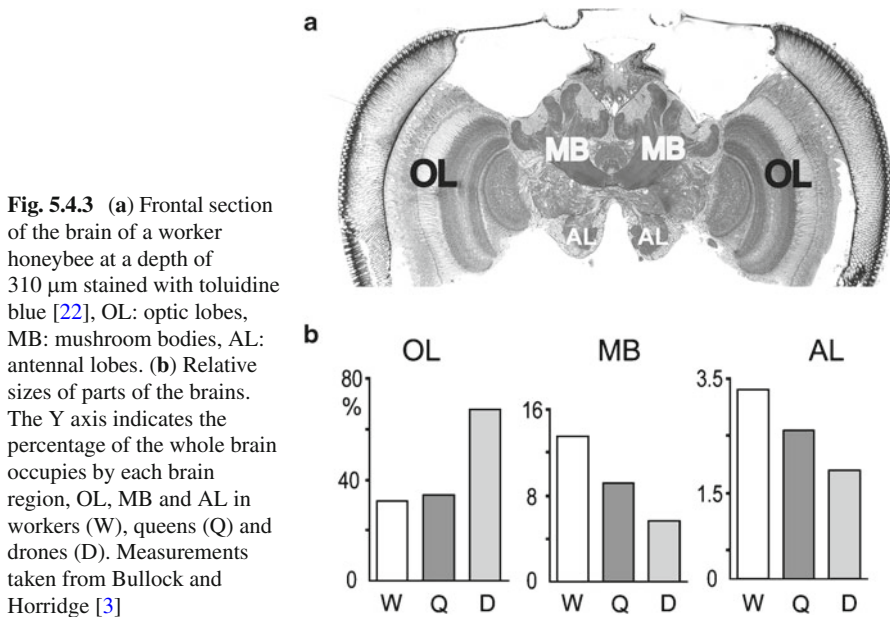 Fig. 5.4.3 (a) Frontal section
of the brain of a worker
honeybee at a depth of
310 µm stained with toluidine
blue [22], OL: optic lobes,
MB: mushroom bodies, AL:
antennal lobes. (b) Relative
sizes of parts of the brains.
The Y axis indicates the
percentage of the whole brain
occupies by each brain
region, OL, MB and AL in
workers (W), queens (Q) and
drones (D). Measurements
taken from Bullock and
Horridge [3]
a
OL MB MB OL
AL AL
b
OL
80
%
40
0
W Q D
MB
16
8
0
W Q D
AL
3.5
1.5
0
W Q D